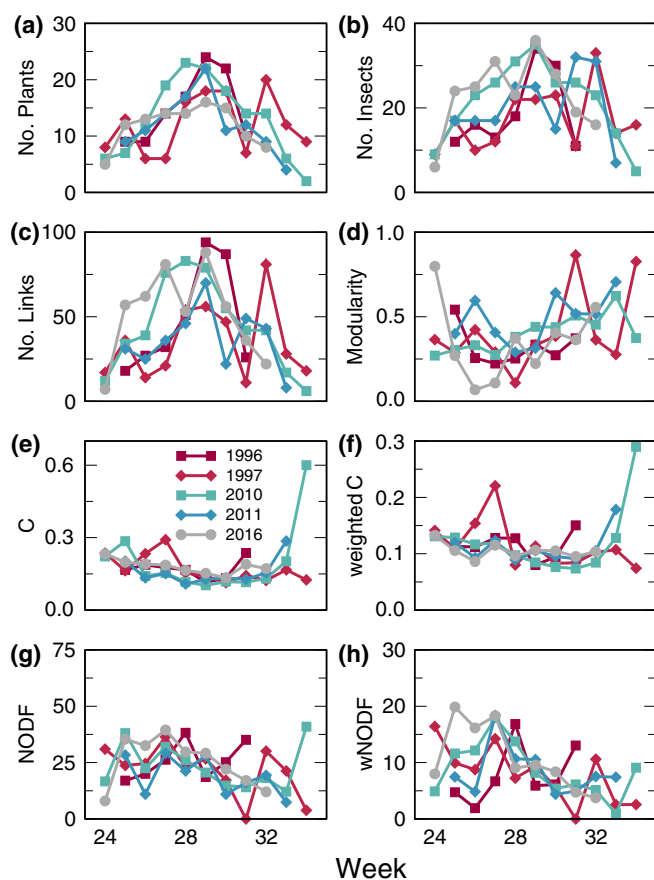 (a) (b)
No. Plants
30
20
10
0
No. Insects
40
20
0
(c) (d)
No. Links
100
50
0
Modularity
1.0
0.5
0.0
(e) (f)
C
0.6
0.3
0.0
1996
1997
2010
2011
2016
weighted C
0.3
0.2
0.1
0.0
(g) (h)
NODF
75
50
25
0
wNODF
30
20
10
0
24 28 32 24 28 32
Week